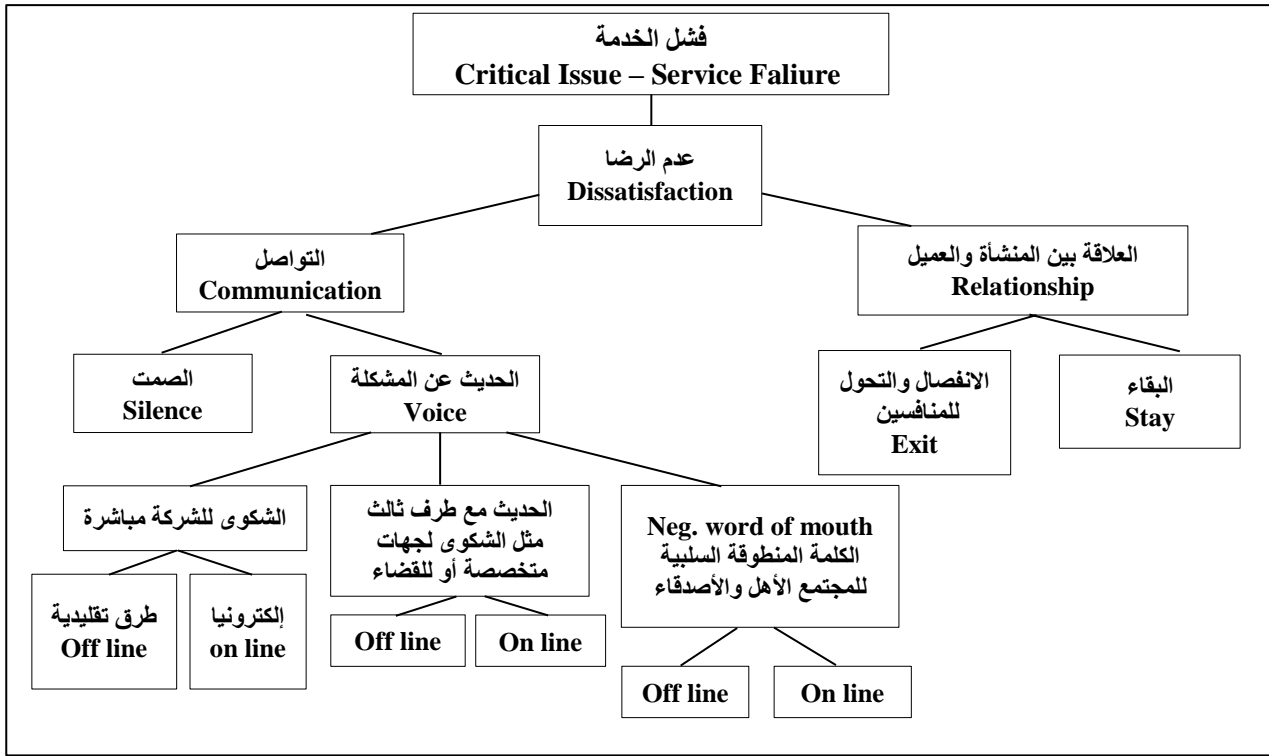 فشل الخدمة
Critical Issue – Service Faliure
عدم الرضا
Dissatisfaction
التواصل
Communication
العلاقة بين المنشأة والعميل
Relationship
الصمت
Silence
الحديث عن المشكلة
Voice
الانفصال والتحول
للمنافسين
Exit
البقاء
Stay
الشكوى للشركة مباشرة
الحديث مع طرف ثالث
مثل الشكوى لجهات
متخصصة أو للقضاء
Neg. word of mouth
الكلمة المنطوقة السلبية
للمجتمع الأهل والأصدقاء
طرق تقليدية
Off line
إلكترونيا
on line
Off line
On line
Off line
On line